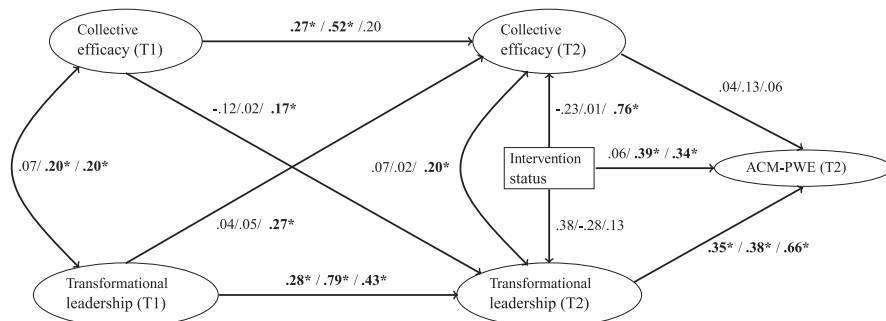 Collective
efficacy (T1)
.27* / .52* / .20
Collective
efficacy (T2)
-.12/.02/ .17*
-.23/.01/ .76*
.04/.13/.06
.07/ .20* / .20*
.07/.02/ .20*
Intervention
status
.06/ .39* / .34*
ACM-PWE (T2)
.04/.05/ .27*
.38/-.28/.13
.35* / .38* / .66*
Transformational
leadership (T1)
.28* / .79* / .43*
Transformational
leadership (T2)